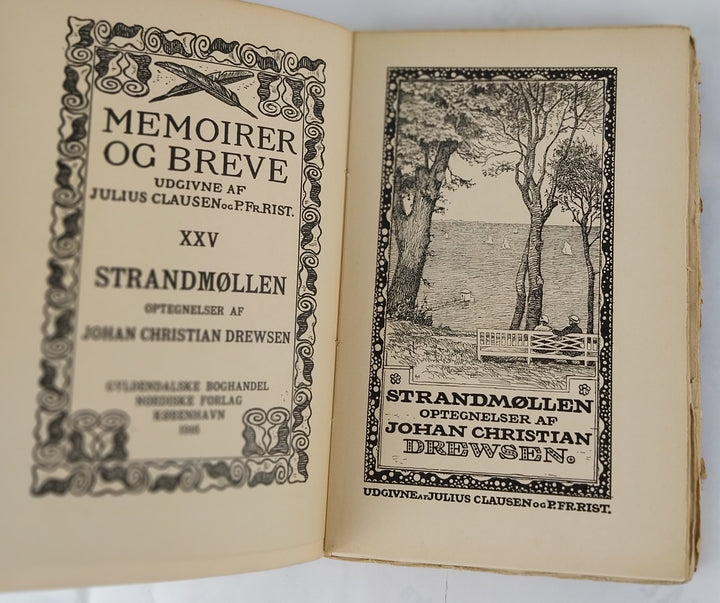 MEMOIRER
OG BREVE
UDGIVNE AF
JULIUS CLAUSEN OG P. FR. RIST.
XXV
STRANDMØLLEN
OPTEGNELSER AF
JOHAN CHRISTIAN DREWSEN
GYLDENDALSKE BOGHANDEL
NORDISKE FORLAG
KØBENHAVN
STRANDMØLLEN
OPTEGNELSER AF
JOHAN CHRISTIAN
DREWSEN.
UDGIVNE AF JULIUS CLAUSEN OG P. FR. RIST.